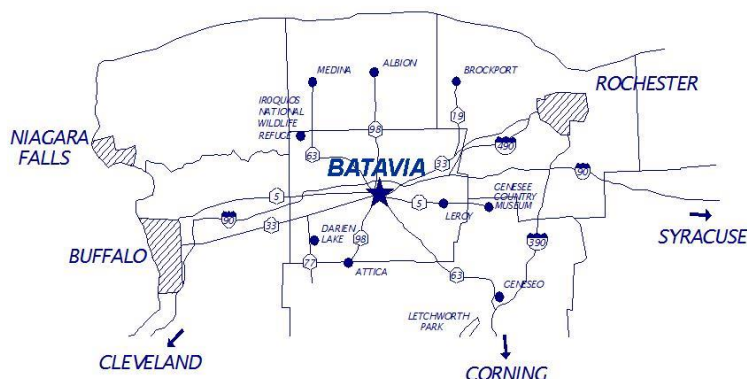 MEDINA
ALBION
BROCKPORT
ROCHESTER
IROQUIOS
NATIONAL
WILDLIFE
REFUGE
19
98
490
NIAGARA
FALLS
63
33
BATAVIA
90
5
5
GENESEE
COUNTRY
MUSEUM
LEROY
90
33
DARIEN
LAKE
98
390
SYRACUSE
BUFFALO
77
ATTICA
63
GENESEO
LETCHWORTH
PARK
CLEVELAND
CORNING